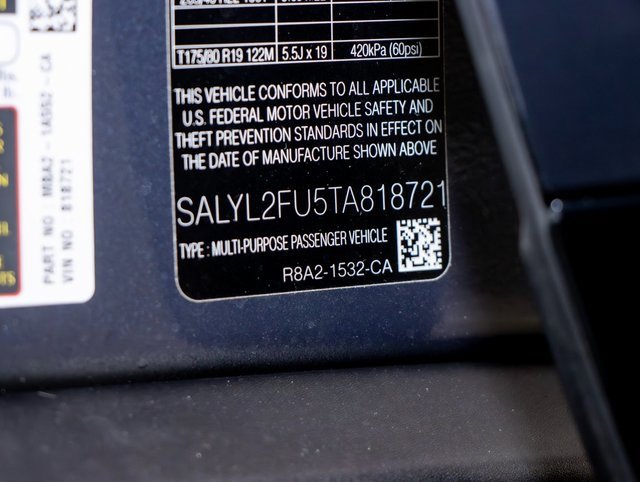 T175/80 R19 122M 5.5J x 19 420kPa (60psi)
THIS VEHICLE CONFORMS TO ALL APPLICABLE
U.S. FEDERAL MOTOR VEHICLE SAFETY AND
THEFT PREVENTION STANDARDS IN EFFECT ON
THE DATE OF MANUFACTURE SHOWN ABOVE
SALYL2FU5TA818721
TYPE : MULTI-PURPOSE PASSENGER VEHICLE
R8A2-1532-CA
PART NO
VIN NO 818721